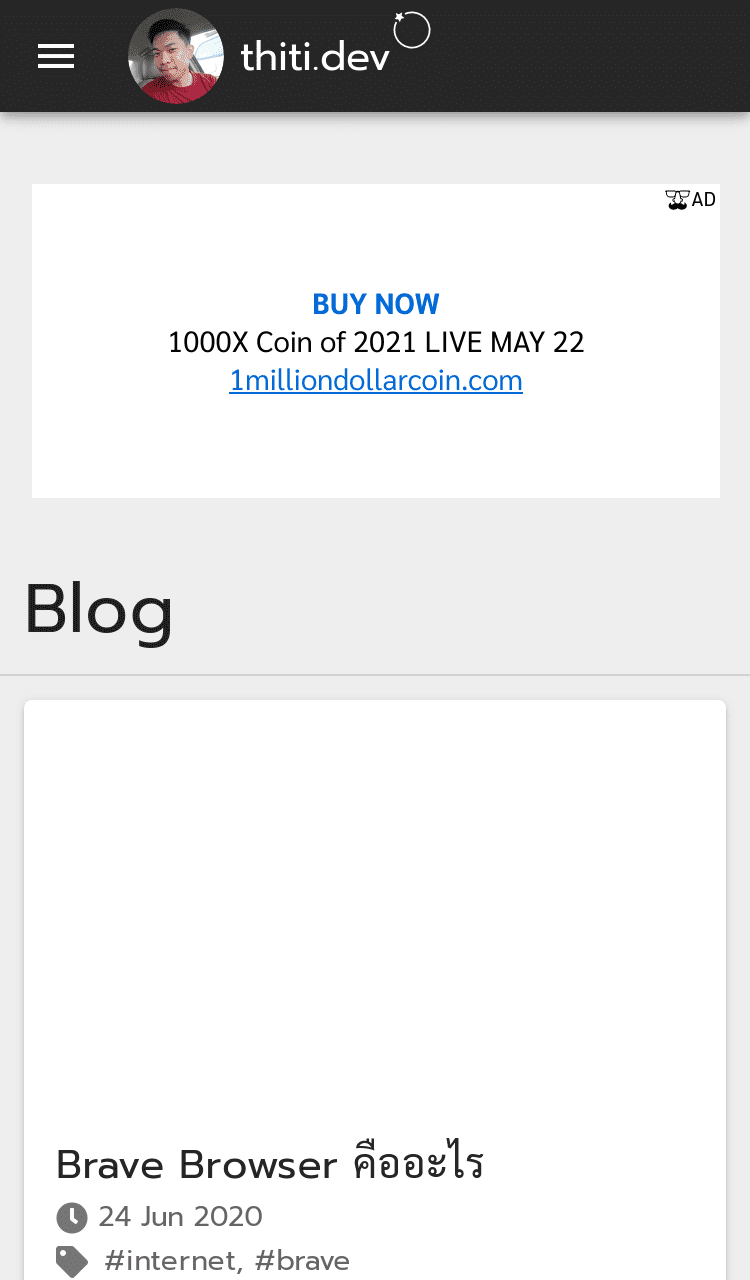 thiti.dev
AD
BUY NOW
1000X Coin of 2021 LIVE MAY 22
1milliondollarcoin.com
Blog
Brave Browser คืออะไร
24 Jun 2020
#internet, #brave